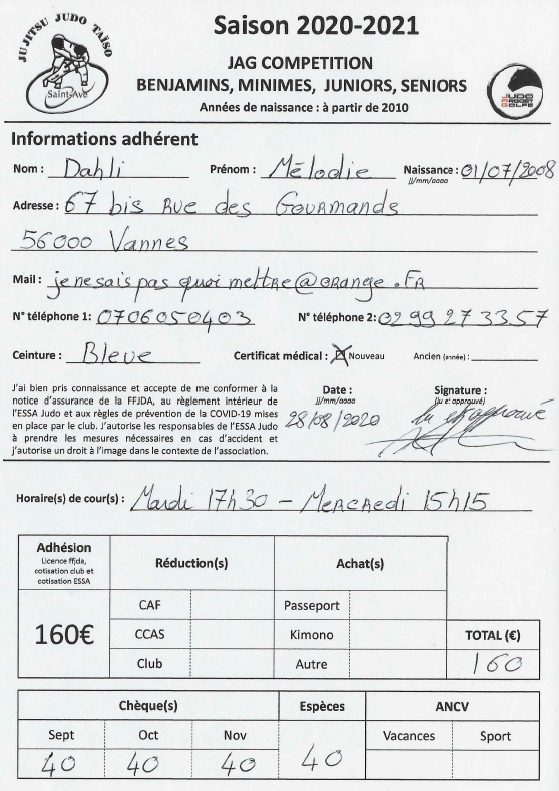 JUJITSU JUDO TAÏSO
Saint-Avé
Saison 2020-2021
JAG COMPETITION
BENJAMINS, MINIMES, JUNIORS, SENIORS
Années de naissance : à partir de 2010
JUDO
ARGOET
GOLFE
Informations adhérent
Nom : Dahli Prénom : Mélodie Naissance : 01/07/2008
jj/mm/aaaa
Adresse : 67 bis Rue des Gourmands
56000 Vannes
Mail : jenesaispasquoimettre@orange.FR
N° téléphone 1: 0706050403 N° téléphone 2: 0299273357
Ceinture : Bleue Certificat médical : Nouveau Ancien (année) :
J'ai bien pris connaissance et accepte de me conformer à la
notice d'assurance de la FFJDA, au règlement intérieur de
l'ESSA Judo et aux règles de prévention de la COVID-19 mises
en place par le club. J'autorise les responsables de l'ESSA Judo
à prendre les mesures nécessaires en cas d'accident et
j'autorise un droit à l'image dans le contexte de l'association.
Date :
jj/mm/aaaa
28/08/2020
Signature :
(lu et approuvé)
lu et approuvé
Horaire(s) de cour(s) : Mardi 17h30 - Mercredi 15h15
Adhésion
Licence ffjda,
cotisation club et
cotisation ESSA
Réduction(s) Achat(s)
160€
CAF Passeport
CCAS Kimono TOTAL (€)
Club Autre 160
Chèque(s) Espèces ANCV
Sept Oct Nov Vacances Sport
40 40 40 40